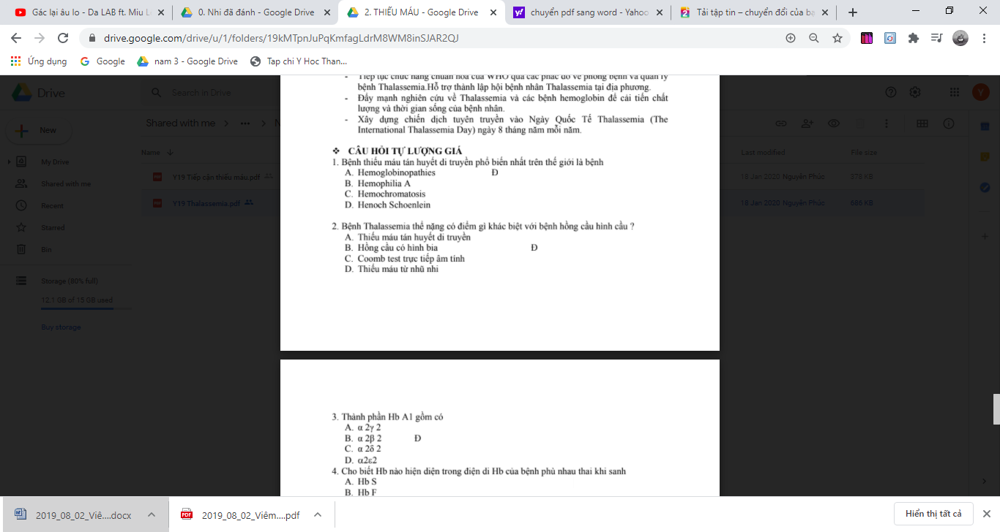 Gác lại âu lo - Da LAB ft. Miu L
0. Nhi đã đánh - Google Drive
2. THIẾU MÁU - Google Drive
chuyển pdf sang word - Yahoo
Tải tập tin – chuyển đổi của bạ
drive.google.com/drive/u/1/folders/19kMTpnJuPqKmfagLdrM8WM8inSJAR2QJ
Ứng dụng
Google
nam 3 - Google Drive
Tap chi Y Hoc Than...
Drive
Search in Drive
New
Shared with me
N
Name
Last modified
File size
My Drive
Shared with me
Recent
Starred
Bin
Storage (80% full)
12.1 GB of 15 GB used
Buy storage
Y19 Tiếp cận thiếu máu.pdf
18 Jan 2020 Nguyên Phúc
378 KB
Y19 Thalassemia.pdf
18 Jan 2020 Nguyên Phúc
686 KB
- Tiếp tục chức năng chuẩn hóa của WHO qua các phác đồ về phòng bệnh và quản lý
bệnh Thalassemia.Hỗ trợ thành lập hội bệnh nhân Thalassemia tại địa phương.
- Đẩy mạnh nghiên cứu về Thalassemia và các bệnh hemoglobin để cải tiến chất
lượng và thời gian sống của bệnh nhân.
- Xây dựng chiến dịch tuyên truyền vào Ngày Quốc Tế Thalassemia (The
International Thalassemia Day) ngày 8 tháng năm mỗi năm.
❖ CÂU HỎI TỰ LƯỢNG GIÁ
1. Bệnh thiếu máu tán huyết di truyền phổ biến nhất trên thế giới là bệnh
A. Hemoglobinopathies Đ
B. Hemophilia A
C. Hemochromatosis
D. Henoch Schoenlein
2. Bệnh Thalassemia thể nặng có điểm gì khác biệt với bệnh hồng cầu hình cầu ?
A. Thiếu máu tán huyết di truyền
B. Hồng cầu có hình bia Đ
C. Coomb test trực tiếp âm tính
D. Thiếu máu từ nhũ nhi
3. Thành phần Hb A1 gồm có
A. α 2γ 2
B. α 2β 2 Đ
C. α 2δ 2
D. α2ε2
4. Cho biết Hb nào hiện diện trong điện di Hb của bệnh phù nhau thai khi sanh
A. Hb S
B. Hb F
2019_08_02_Viê....docx
2019_08_02_Viêm....pdf
Hiển thị tất cả